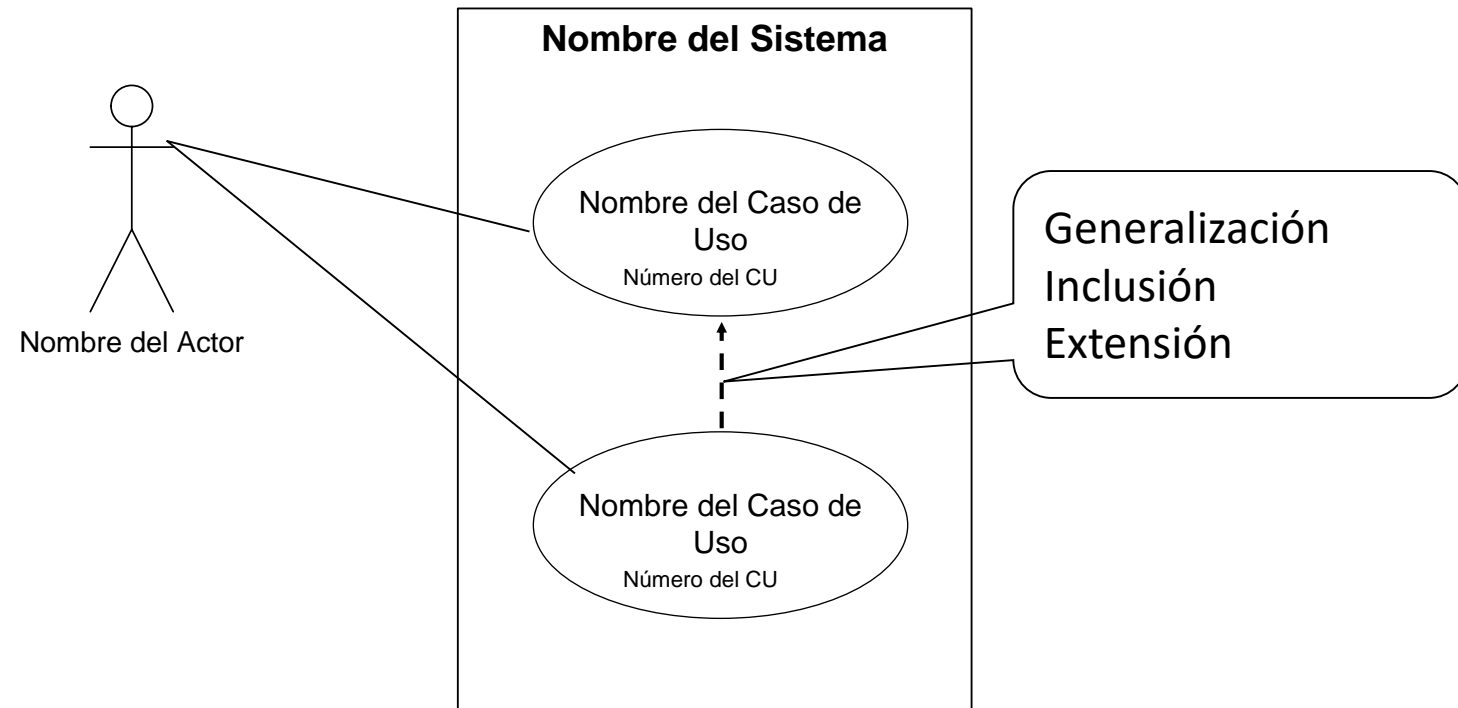 Nombre del Sistema
Nombre del Caso de
Uso
Número del CU
Nombre del Actor
Generalización
Inclusión
Extensión
Nombre del Caso de
Uso
Número del CU